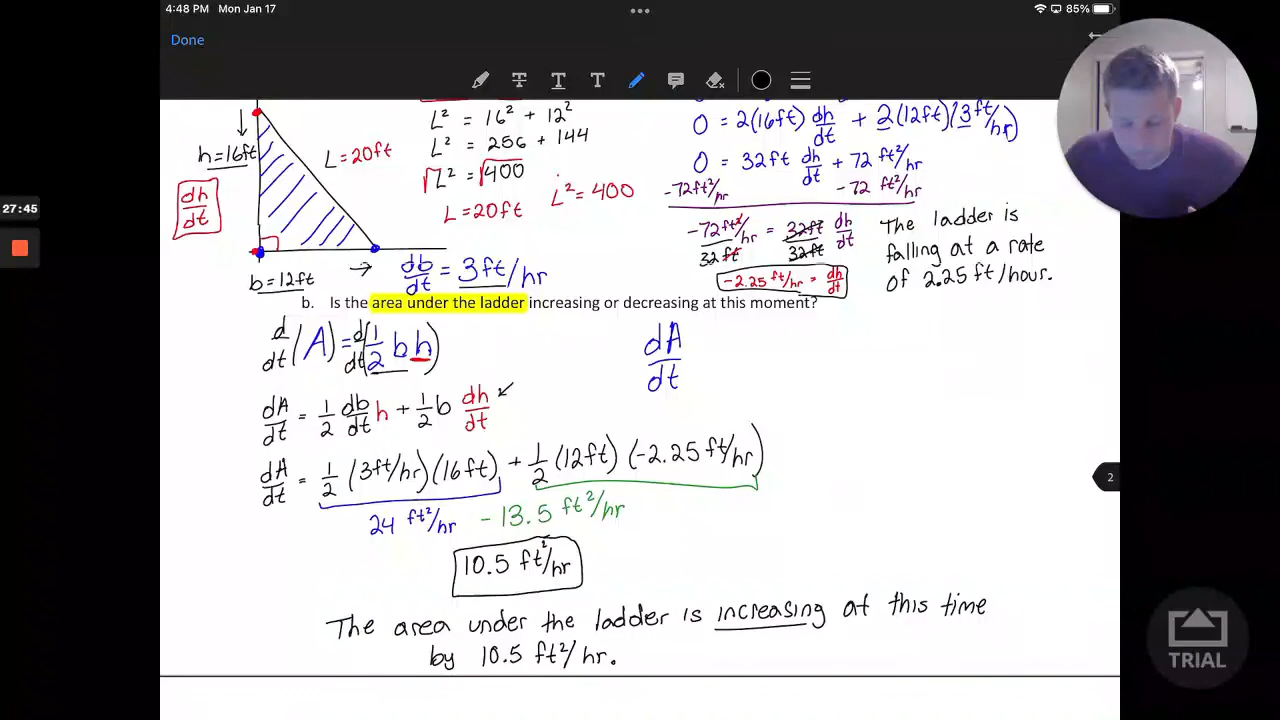 4:48 PM Mon Jan 17
85%
Done
27:45
h = 16ft
L = 20ft
dh/dt
b = 12ft
db/dt = 3ft/hr
L² = 16² + 12²
L² = 256 + 144
√L² = √400
L = 20ft
L² = 400
0 = 2(16ft) dh/dt + 2(12ft)(3ft/hr)
0 = 32ft dh/dt + 72 ft²/hr
-72ft²/hr - 72 ft²/hr
-72ft²/hr = 32ft dh/dt
32ft 32ft
-2.25 ft/hr = dh/dt
The ladder is
falling at a rate
of 2.25 ft/hour.
b. Is the area under the ladder increasing or decreasing at this moment?
d/dt (A) = d/dt (1/2 b h)
dA/dt
dA/dt = 1/2 db/dt h + 1/2 b dh/dt
dA/dt = 1/2 (3ft/hr)(16ft) + 1/2 (12ft) (-2.25 ft/hr)
24 ft²/hr - 13.5 ft²/hr
10.5 ft²/hr
The area under the ladder is increasing at this time
by 10.5 ft²/hr.
2
TRIAL